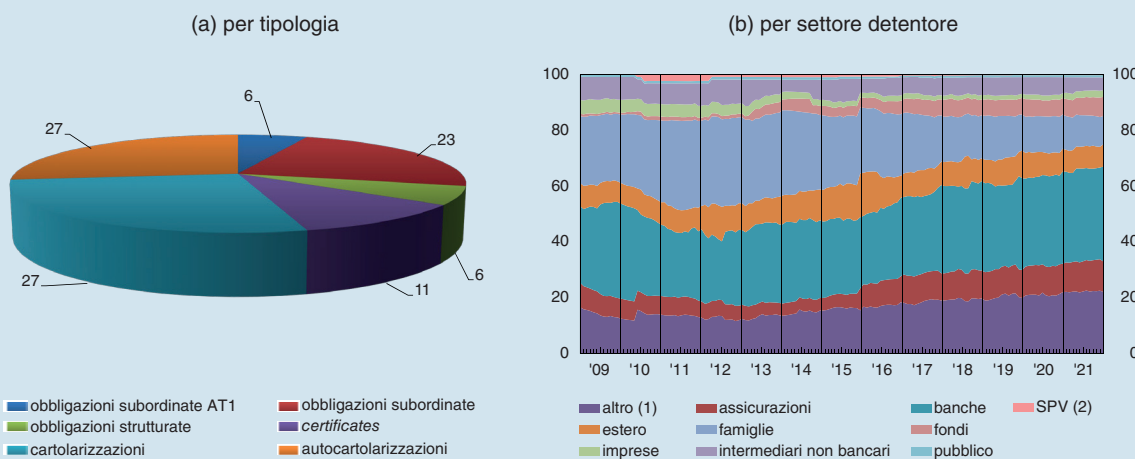 (a) per tipologia
6
23
27
6
11
27
obbligazioni subordinate AT1
obbligazioni subordinate
obbligazioni strutturate
certificates
cartolarizzazioni
autocartolarizzazioni
(b) per settore detentore
100 100
80 80
60 60
40 40
20 20
0 0
'09 '10 '11 '12 '13 '14 '15 '16 '17 '18 '19 '20 '21
altro (1) assicurazioni banche SPV (2)
estero famiglie fondi
imprese intermediari non bancari pubblico